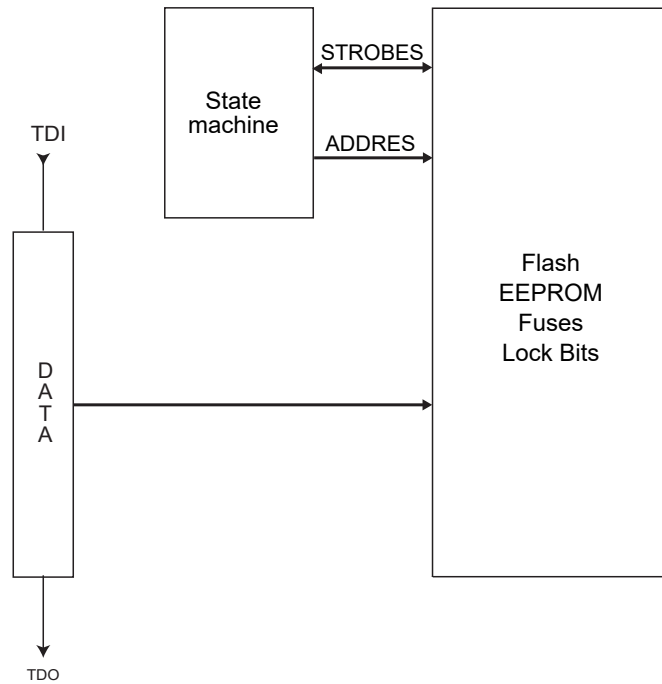 STROBES
State
machine
ADDRES
TDI
Flash
EEPROM
Fuses
Lock Bits
D
A
T
A
TDO